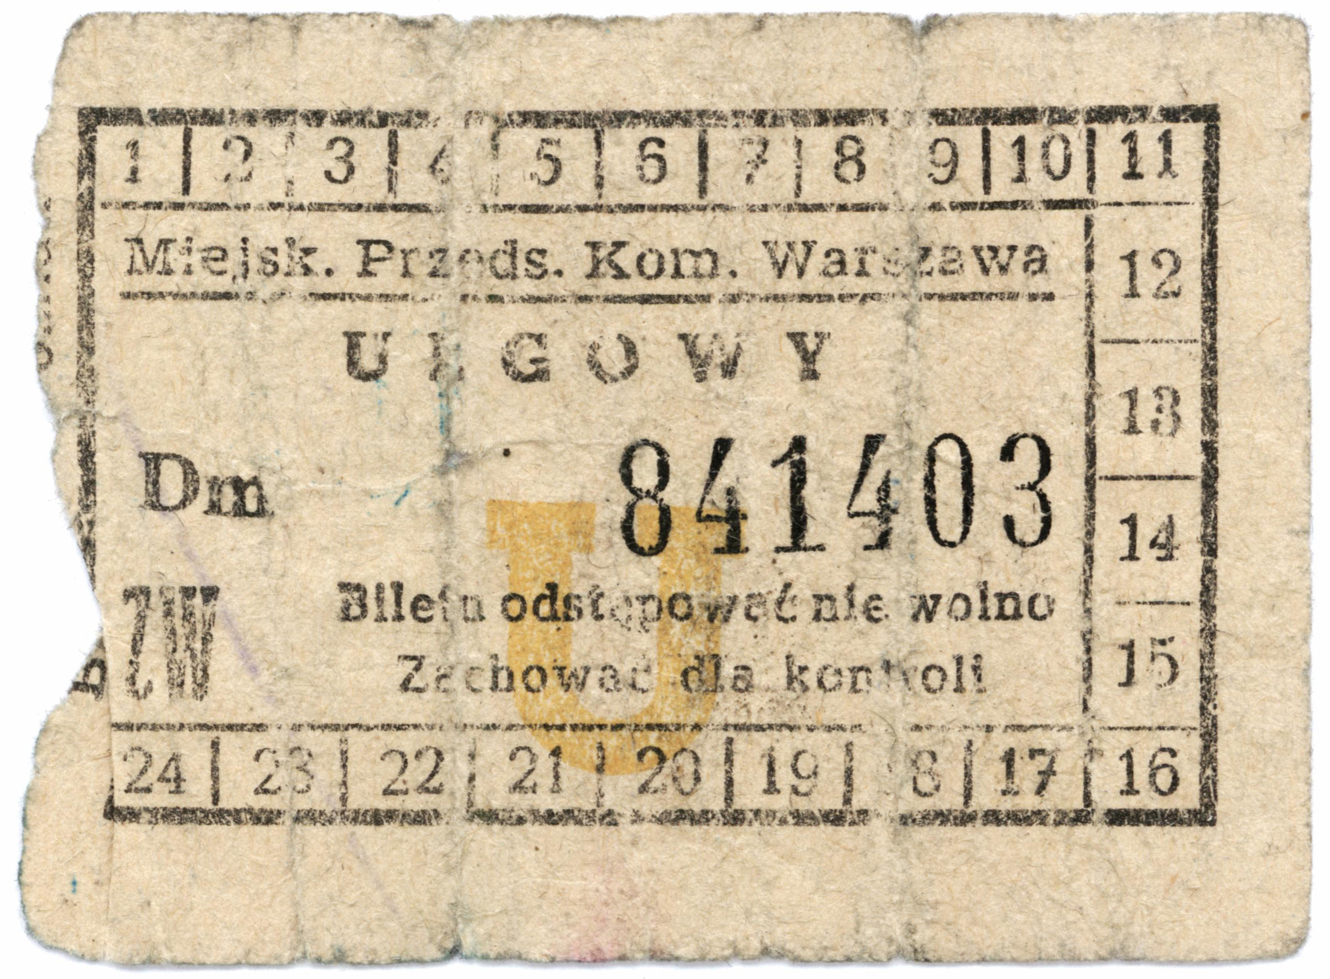 1 2 3 4 5 6 7 8 9 10 11
Miejsk. Przeds. Kom. Warszawa
12
ULGOWY
13
Dm 841403
14
U
Biletu odstępować nie wolno
ZW
Zachować dla kontroli
15
24 23 22 21 20 19 8 17 16